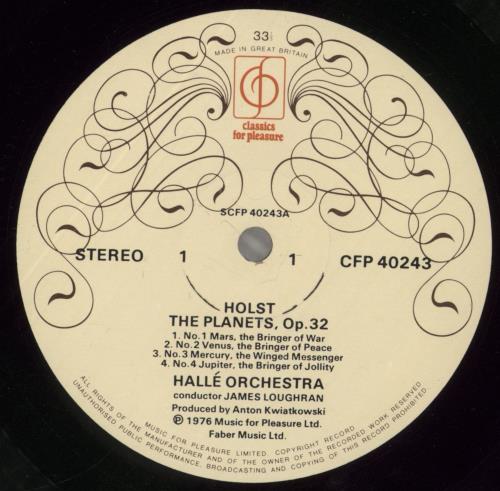 33⅓
MADE IN GREAT BRITAIN
classics
for pleasure
SCFP 40243A
STEREO 1 1 CFP 40243
HOLST
THE PLANETS, Op.32
1. No.1 Mars, the Bringer of War
2. No.2 Venus, the Bringer of Peace
3. No.3 Mercury, the Winged Messenger
4. No.4 Jupiter, the Bringer of Jollity
HALLÉ ORCHESTRA
conductor JAMES LOUGHRAN
Produced by Anton Kwiatkowski
Ⓟ 1976 Music for Pleasure Ltd.
Faber Music Ltd.
MUSIC FOR PLEASURE LIMITED. COPYRIGHT RECORD
ALL RIGHTS OF THE MANUFACTURER AND OF THE OWNER OF THE RECORDED WORK RESERVED
UNAUTHORISED PUBLIC PERFORMANCE, BROADCASTING AND COPYING OF THIS RECORD PROHIBITED.